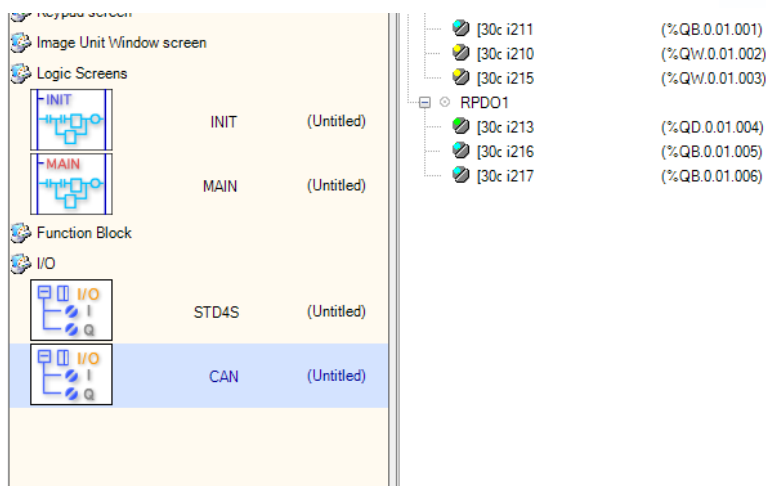 Keypad screen
Image Unit Window screen
Logic Screens
INIT
INIT (Untitled)
MAIN
MAIN (Untitled)
Function Block
I/O
I/O
I
Q
STD4S (Untitled)
I/O
I
Q
CAN (Untitled)
[30c i211 (%QB.0.01.001)
[30c i210 (%QW.0.01.002)
[30c i215 (%QW.0.01.003)
RPDO1
[30c i213 (%QD.0.01.004)
[30c i216 (%QB.0.01.005)
[30c i217 (%QB.0.01.006)